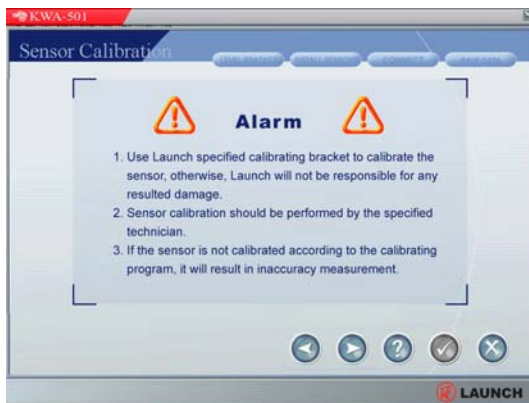 KWA-501
Sensor Calibration
Alarm
1. Use Launch specified calibrating bracket to calibrate the
sensor, otherwise, Launch will not be responsible for any
resulted damage.
2. Sensor calibration should be performed by the specified
technician.
3. If the sensor is not calibrated according to the calibrating
program, it will result in inaccuracy measurement.
LAUNCH